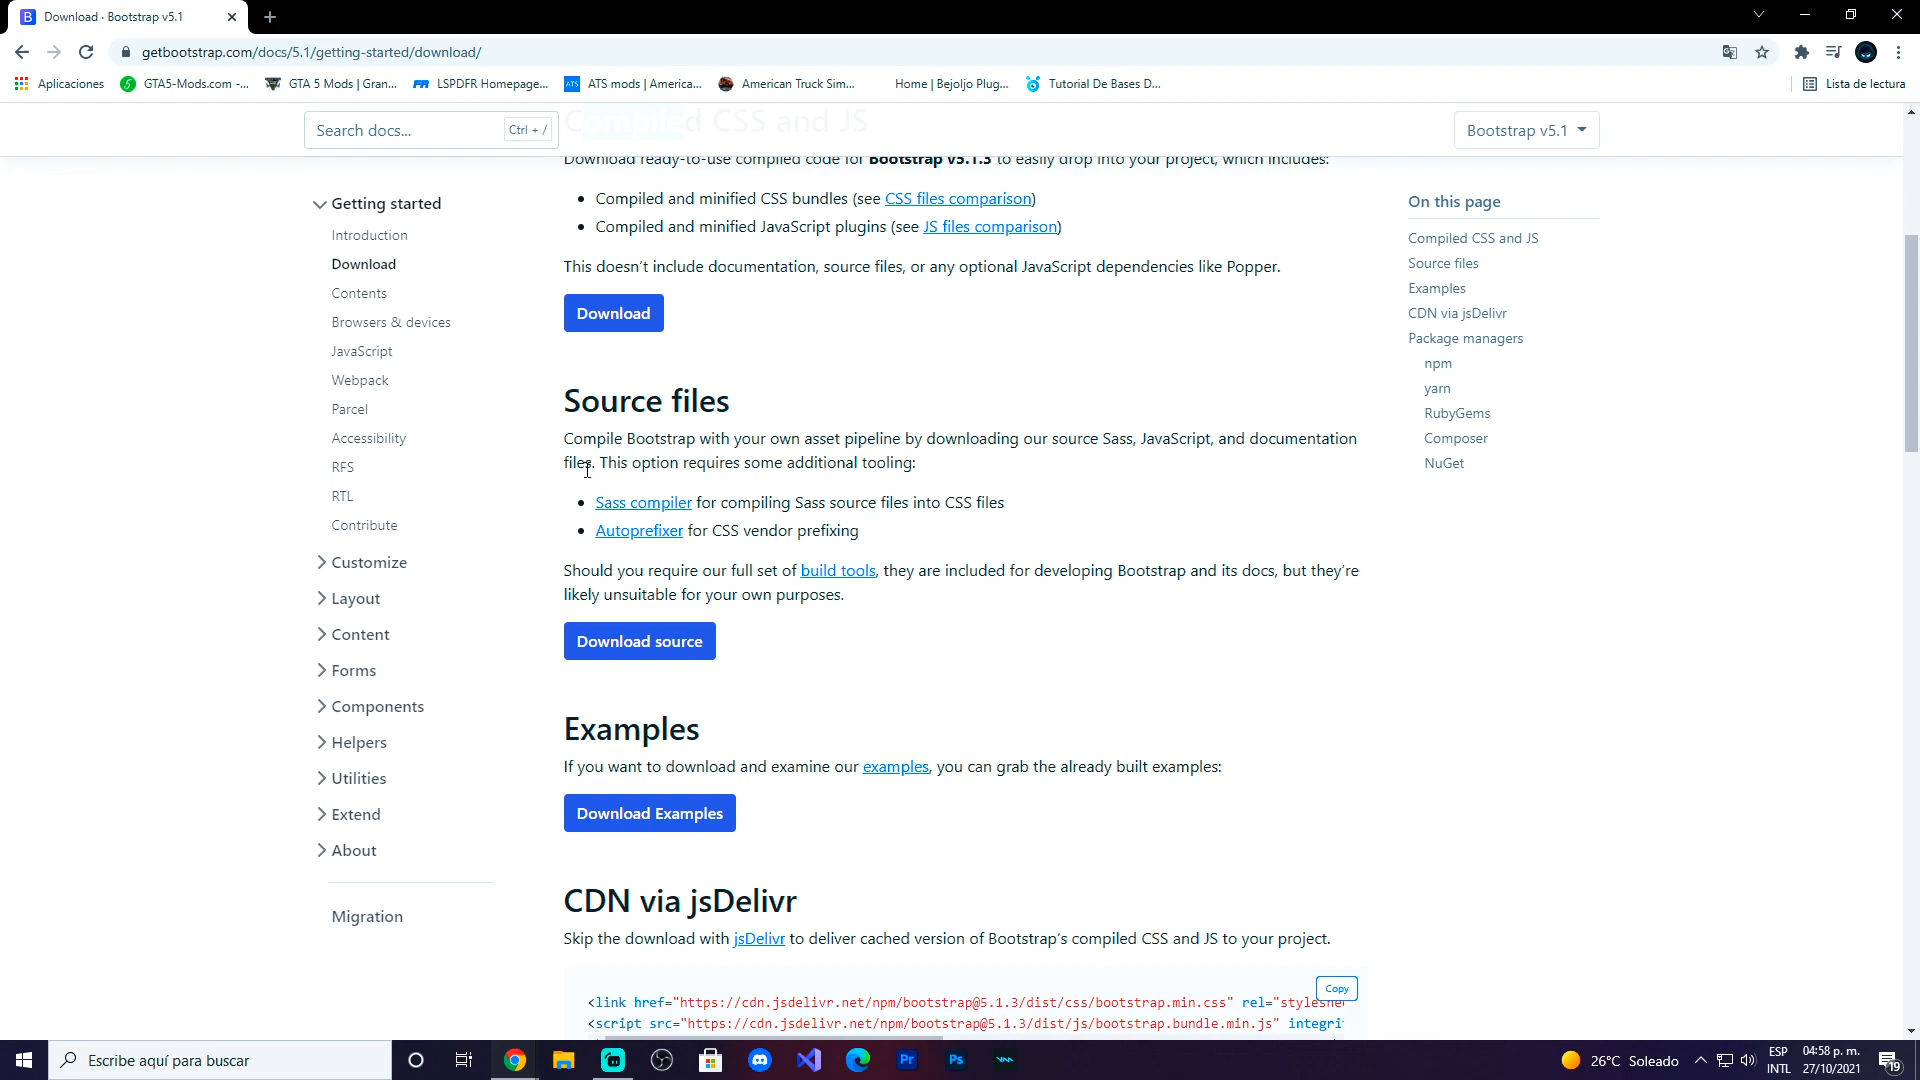 Download · Bootstrap v5.1
getbootstrap.com/docs/5.1/getting-started/download/
Aplicaciones
GTA5-Mods.com -...
GTA 5 Mods | Gran...
LSPDFR Homepage...
ATS mods | America...
American Truck Sim...
Home | Bejoljo Plug...
Tutorial De Bases D...
Lista de lectura
Search docs...
Ctrl + /
Compiled CSS and JS
Bootstrap v5.1
Download ready-to-use compiled code for Bootstrap v5.1.3 to easily drop into your project, which includes:
Compiled and minified CSS bundles (see CSS files comparison)
Compiled and minified JavaScript plugins (see JS files comparison)
This doesn't include documentation, source files, or any optional JavaScript dependencies like Popper.
Download
Source files
Compile Bootstrap with your own asset pipeline by downloading our source Sass, JavaScript, and documentation
files. This option requires some additional tooling:
Sass compiler for compiling Sass source files into CSS files
Autoprefixer for CSS vendor prefixing
Should you require our full set of build tools, they are included for developing Bootstrap and its docs, but they're
likely unsuitable for your own purposes.
Download source
Examples
If you want to download and examine our examples, you can grab the already built examples:
Download Examples
CDN via jsDelivr
Skip the download with jsDelivr to deliver cached version of Bootstrap's compiled CSS and JS to your project.
Copy
<link href="https://cdn.jsdelivr.net/npm/bootstrap@5.1.3/dist/css/bootstrap.min.css" rel="styleshe
<script src="https://cdn.jsdelivr.net/npm/bootstrap@5.1.3/dist/js/bootstrap.bundle.min.js" integri
Getting started
Introduction
Download
Contents
Browsers & devices
JavaScript
Webpack
Parcel
Accessibility
RFS
RTL
Contribute
Customize
Layout
Content
Forms
Components
Helpers
Utilities
Extend
About
Migration
On this page
Compiled CSS and JS
Source files
Examples
CDN via jsDelivr
Package managers
npm
yarn
RubyGems
Composer
NuGet
Escribe aquí para buscar
Pr
Ps
26°C Soleado
ESP
INTL
04:58 p. m.
27/10/2021
19